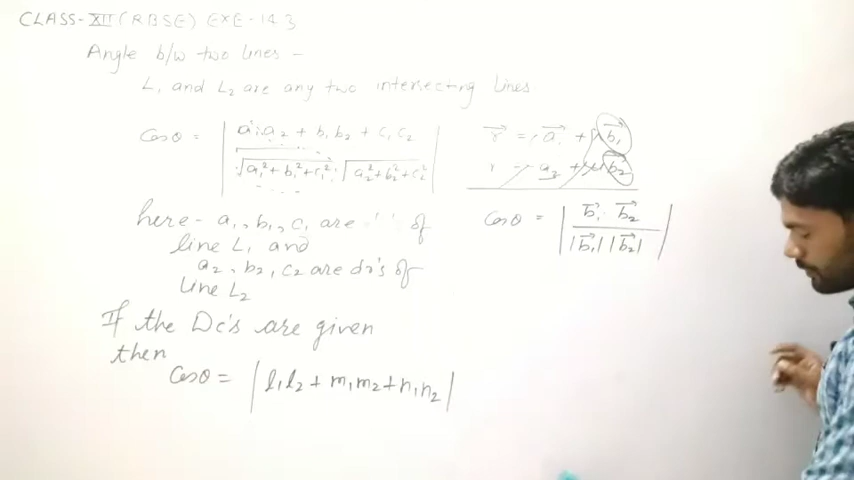 CLASS-XII (RBSE) EXE-14.3
Angle b/w two lines -
L₁ and L₂ are any two intersecting lines
Cosθ = | a₁a₂ + b₁b₂ + c₁c₂ / √a₁²+b₁²+c₁² √a₂²+b₂²+c₂² |
here - a₁, b₁, c₁ are of
line L₁ and
a₂, b₂, c₂ are dr's of
line L₂
If the Dc's are given
then
Cosθ = | l₁l₂ + m₁m₂ + n₁n₂ |
r⃗ = a⃗₁ + b⃗₁
r = a₂ + μ b⃗₂
Cosθ = | b⃗₁ · b⃗₂ / |b⃗₁| |b⃗₂| |